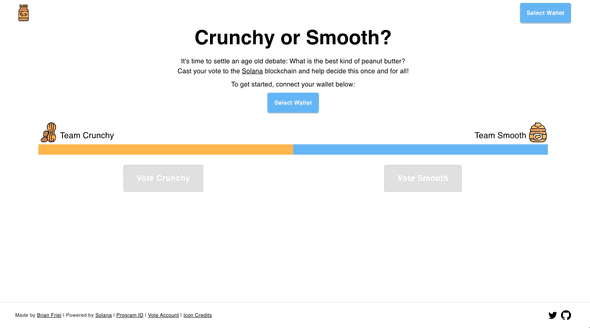 Select Wallet
Crunchy or Smooth?
It's time to settle an age old debate: What is the best kind of peanut butter?
Cast your vote to the Solana blockchain and help decide this once and for all!
To get started, connect your wallet below:
Select Wallet
Team Crunchy
Team Smooth
Vote Crunchy
Vote Smooth
Made by Brian Friel | Powered by Solana | Program ID | Vote Account | Icon Credits